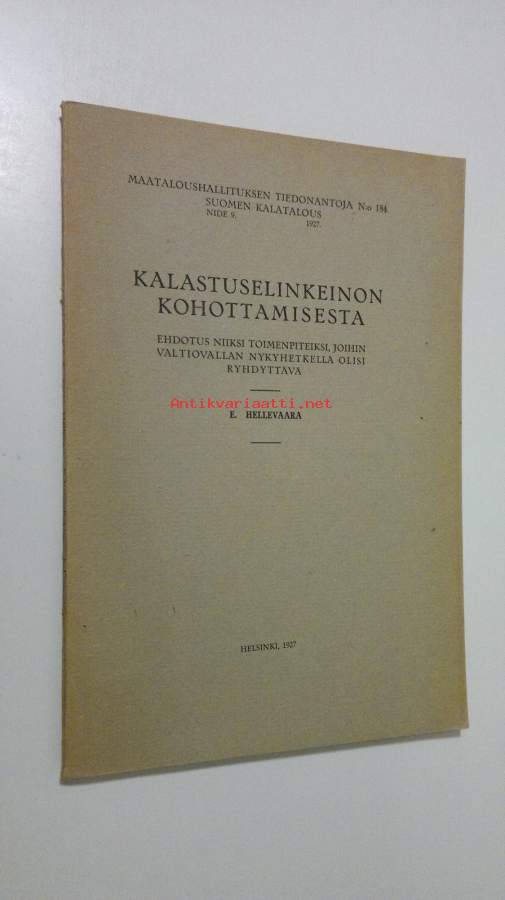 MAATALOUSHALLITUKSEN TIEDONANTOJA N:o 184
SUOMEN KALATALOUS
NIDE 9. 1927.
KALASTUSELINKEINON
KOHOTTAMISESTA
EHDOTUS NIIKSI TOIMENPITEIKSI, JOIHIN
VALTIOVALLAN NYKYHETKELLÄ OLISI
RYHDYTTÄVÄ
Antikvariaatti.net
E. HELLEVAARA
HELSINKI, 1927